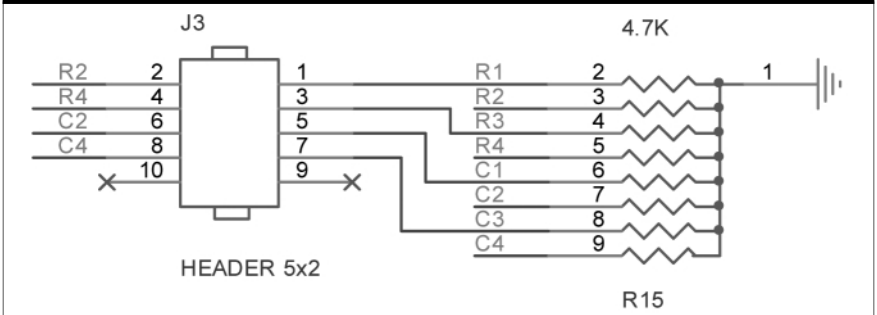 J3
4.7K
R2 2 1 R1 2 1
R4 4 3 R2 3
C2 6 5 R3 4
C4 8 7 R4 5
10 9 C1 6
C2 7
C3 8
C4 9
HEADER 5x2
R15